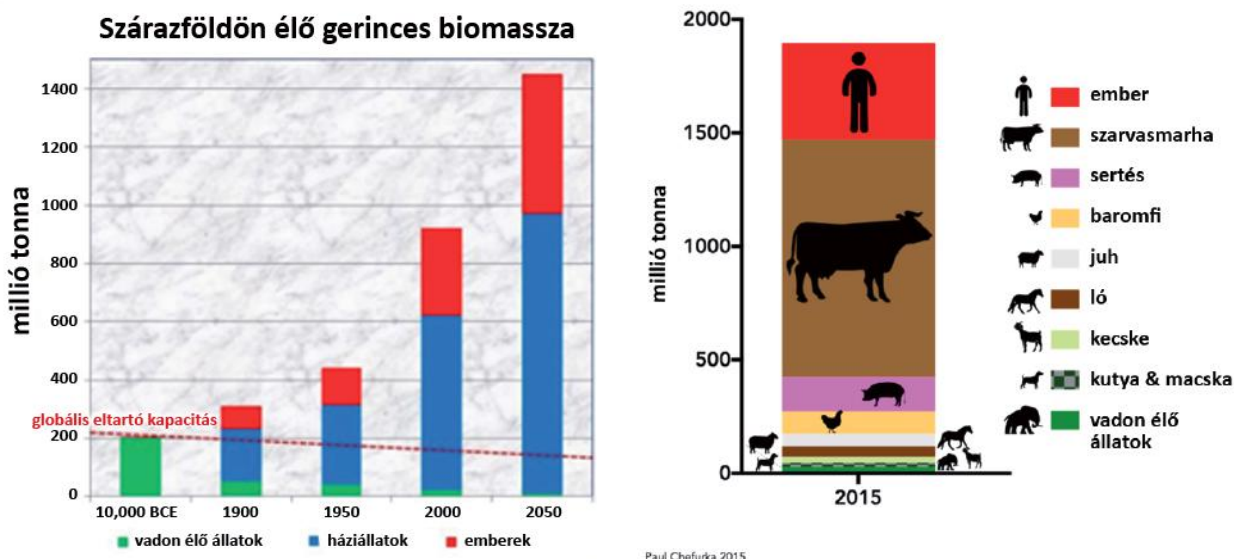 Szárazföldön élő gerinces biomassza
millió tonna
1400
1200
1000
800
600
400
200
0
globális eltartó kapacitás
10,000 BCE 1900 1950 2000 2050
vadon élő állatok háziállatok emberek
millió tonna
2000
1500
1000
500
0
2015
ember
szarvasmarha
sertés
baromfi
juh
ló
kecske
kutya & macska
vadon élő
állatok
Paul Chefurka 2015